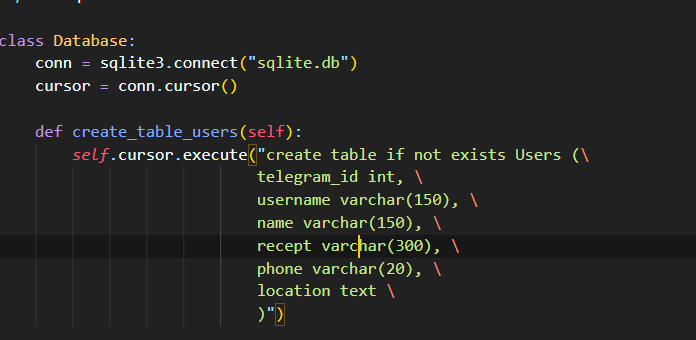 class Database:
    conn = sqlite3.connect("sqlite.db")
    cursor = conn.cursor()
    def create_table_users(self):
        self.cursor.execute("create table if not exists Users (\
                            telegram_id int, \
                            username varchar(150), \
                            name varchar(150), \
                            recept varchar(300), \
                            phone varchar(20), \
                            location text \
                            )")